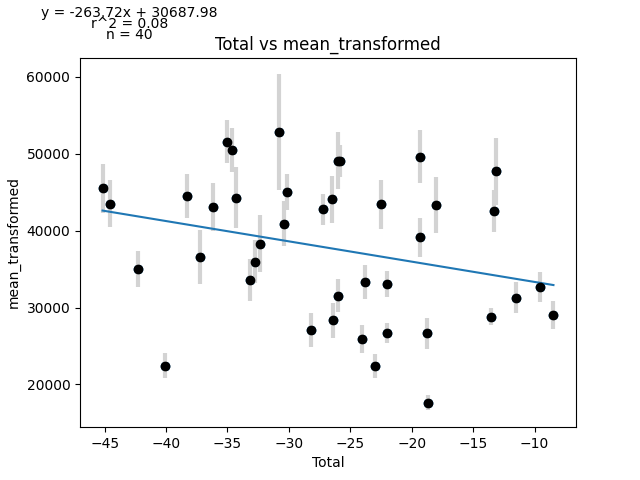 y = -263.72x + 30687.98
r^2 = 0.08
n = 40
Total vs mean_transformed
60000
50000
40000
30000
20000
mean_transformed
−45 −40 −35 −30 −25 −20 −15 −10
Total